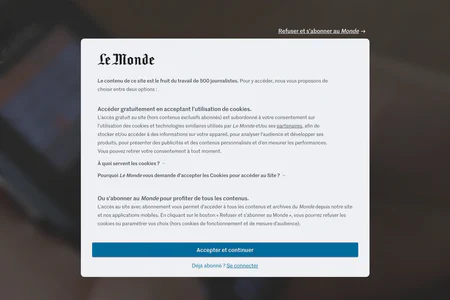 Refuser et s'abonner au Monde →
Le Monde
Le contenu de ce site est le fruit du travail de 500 journalistes. Pour y accéder, nous vous proposons de
choisir entre deux options :
Accéder gratuitement en acceptant l'utilisation de cookies.
L'accès gratuit au site (hors contenus exclusifs abonnés) est subordonné à votre consentement sur
l'utilisation des cookies et technologies similaires utilisés par Le Monde et/ou ses partenaires, afin de
stocker et/ou accéder à des informations sur votre appareil, pour analyser l'audience et développer ses
produits, pour présenter des publicités et des contenus personnalisés et d'en mesurer les performances.
Vous pouvez retirer votre consentement à tout moment.
À quoi servent les cookies ?
Pourquoi Le Monde vous demande d'accepter les Cookies pour accéder au Site ?
Ou s'abonner au Monde pour profiter de tous les contenus.
L'accès au site avec abonnement vous permet d'accéder à tous les contenus et archives du Monde depuis notre site
et nos applications mobiles. En cliquant sur le bouton « Refuser et s'abonner au Monde », vous pourrez refuser les
cookies ou paramétrer vos choix (hors cookies de fonctionnement et de mesure d'audience).
Accepter et continuer
Déjà abonné ? Se connecter